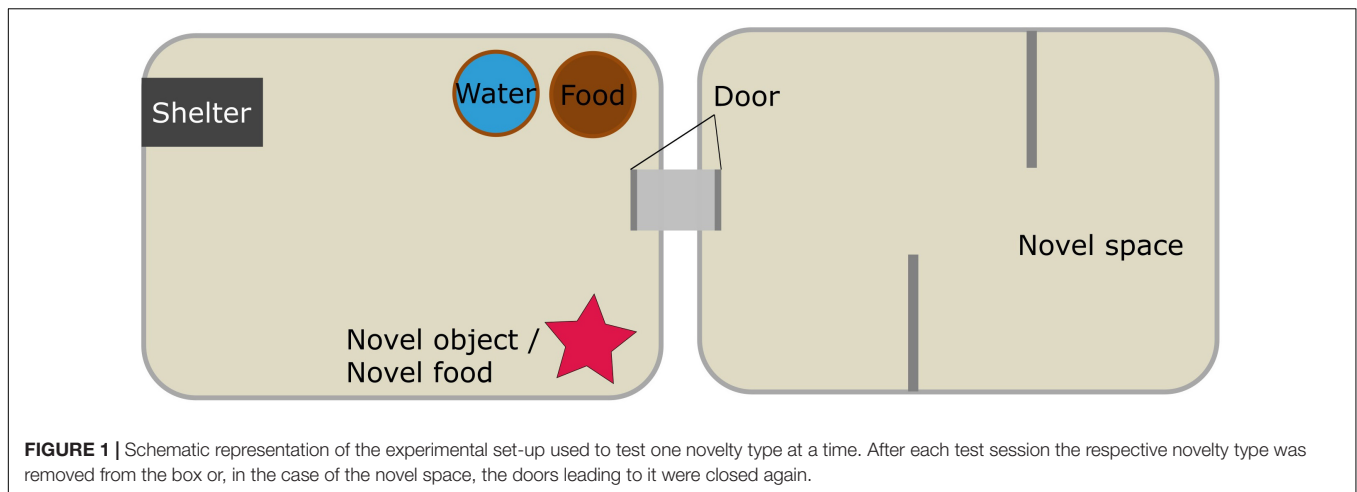 Shelter
Water
Food
Door
Novel object /
Novel food
Novel space
FIGURE 1 | Schematic representation of the experimental set-up used to test one novelty type at a time. After each test session the respective novelty type was
removed from the box or, in the case of the novel space, the doors leading to it were closed again.